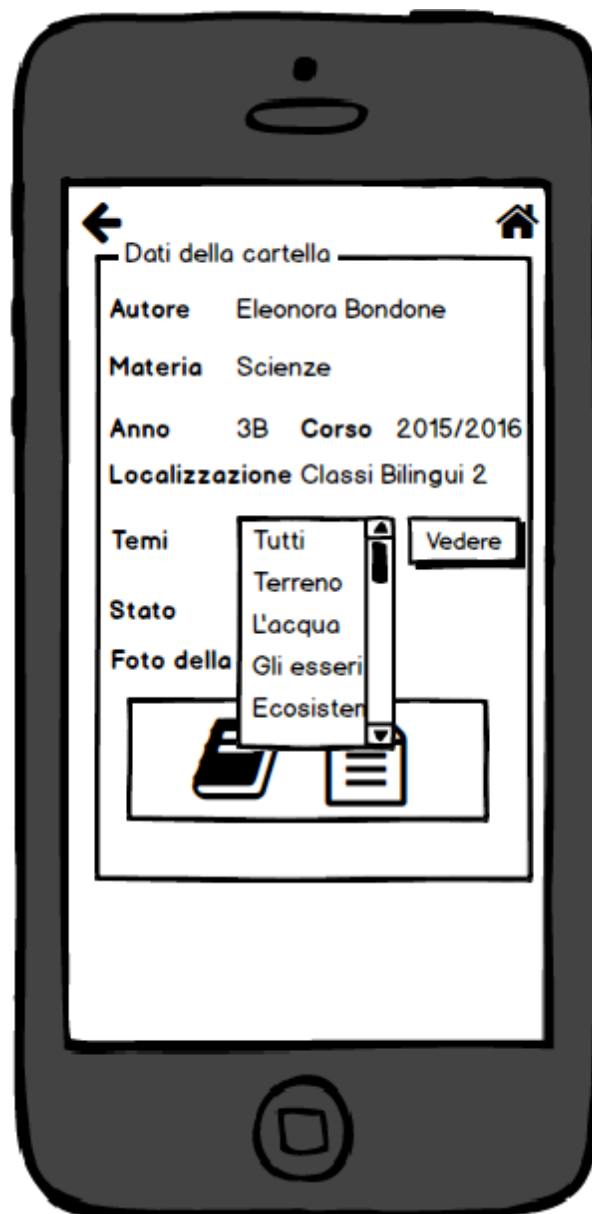 Dati della cartella
Autore Eleonora Bondone
Materia Scienze
Anno 3B Corso 2015/2016
Localizzazione Classi Bilingui 2
Temi Tutti Vedere
Terreno
Stato
L'acqua
Foto della Gli esseri
Ecosistem